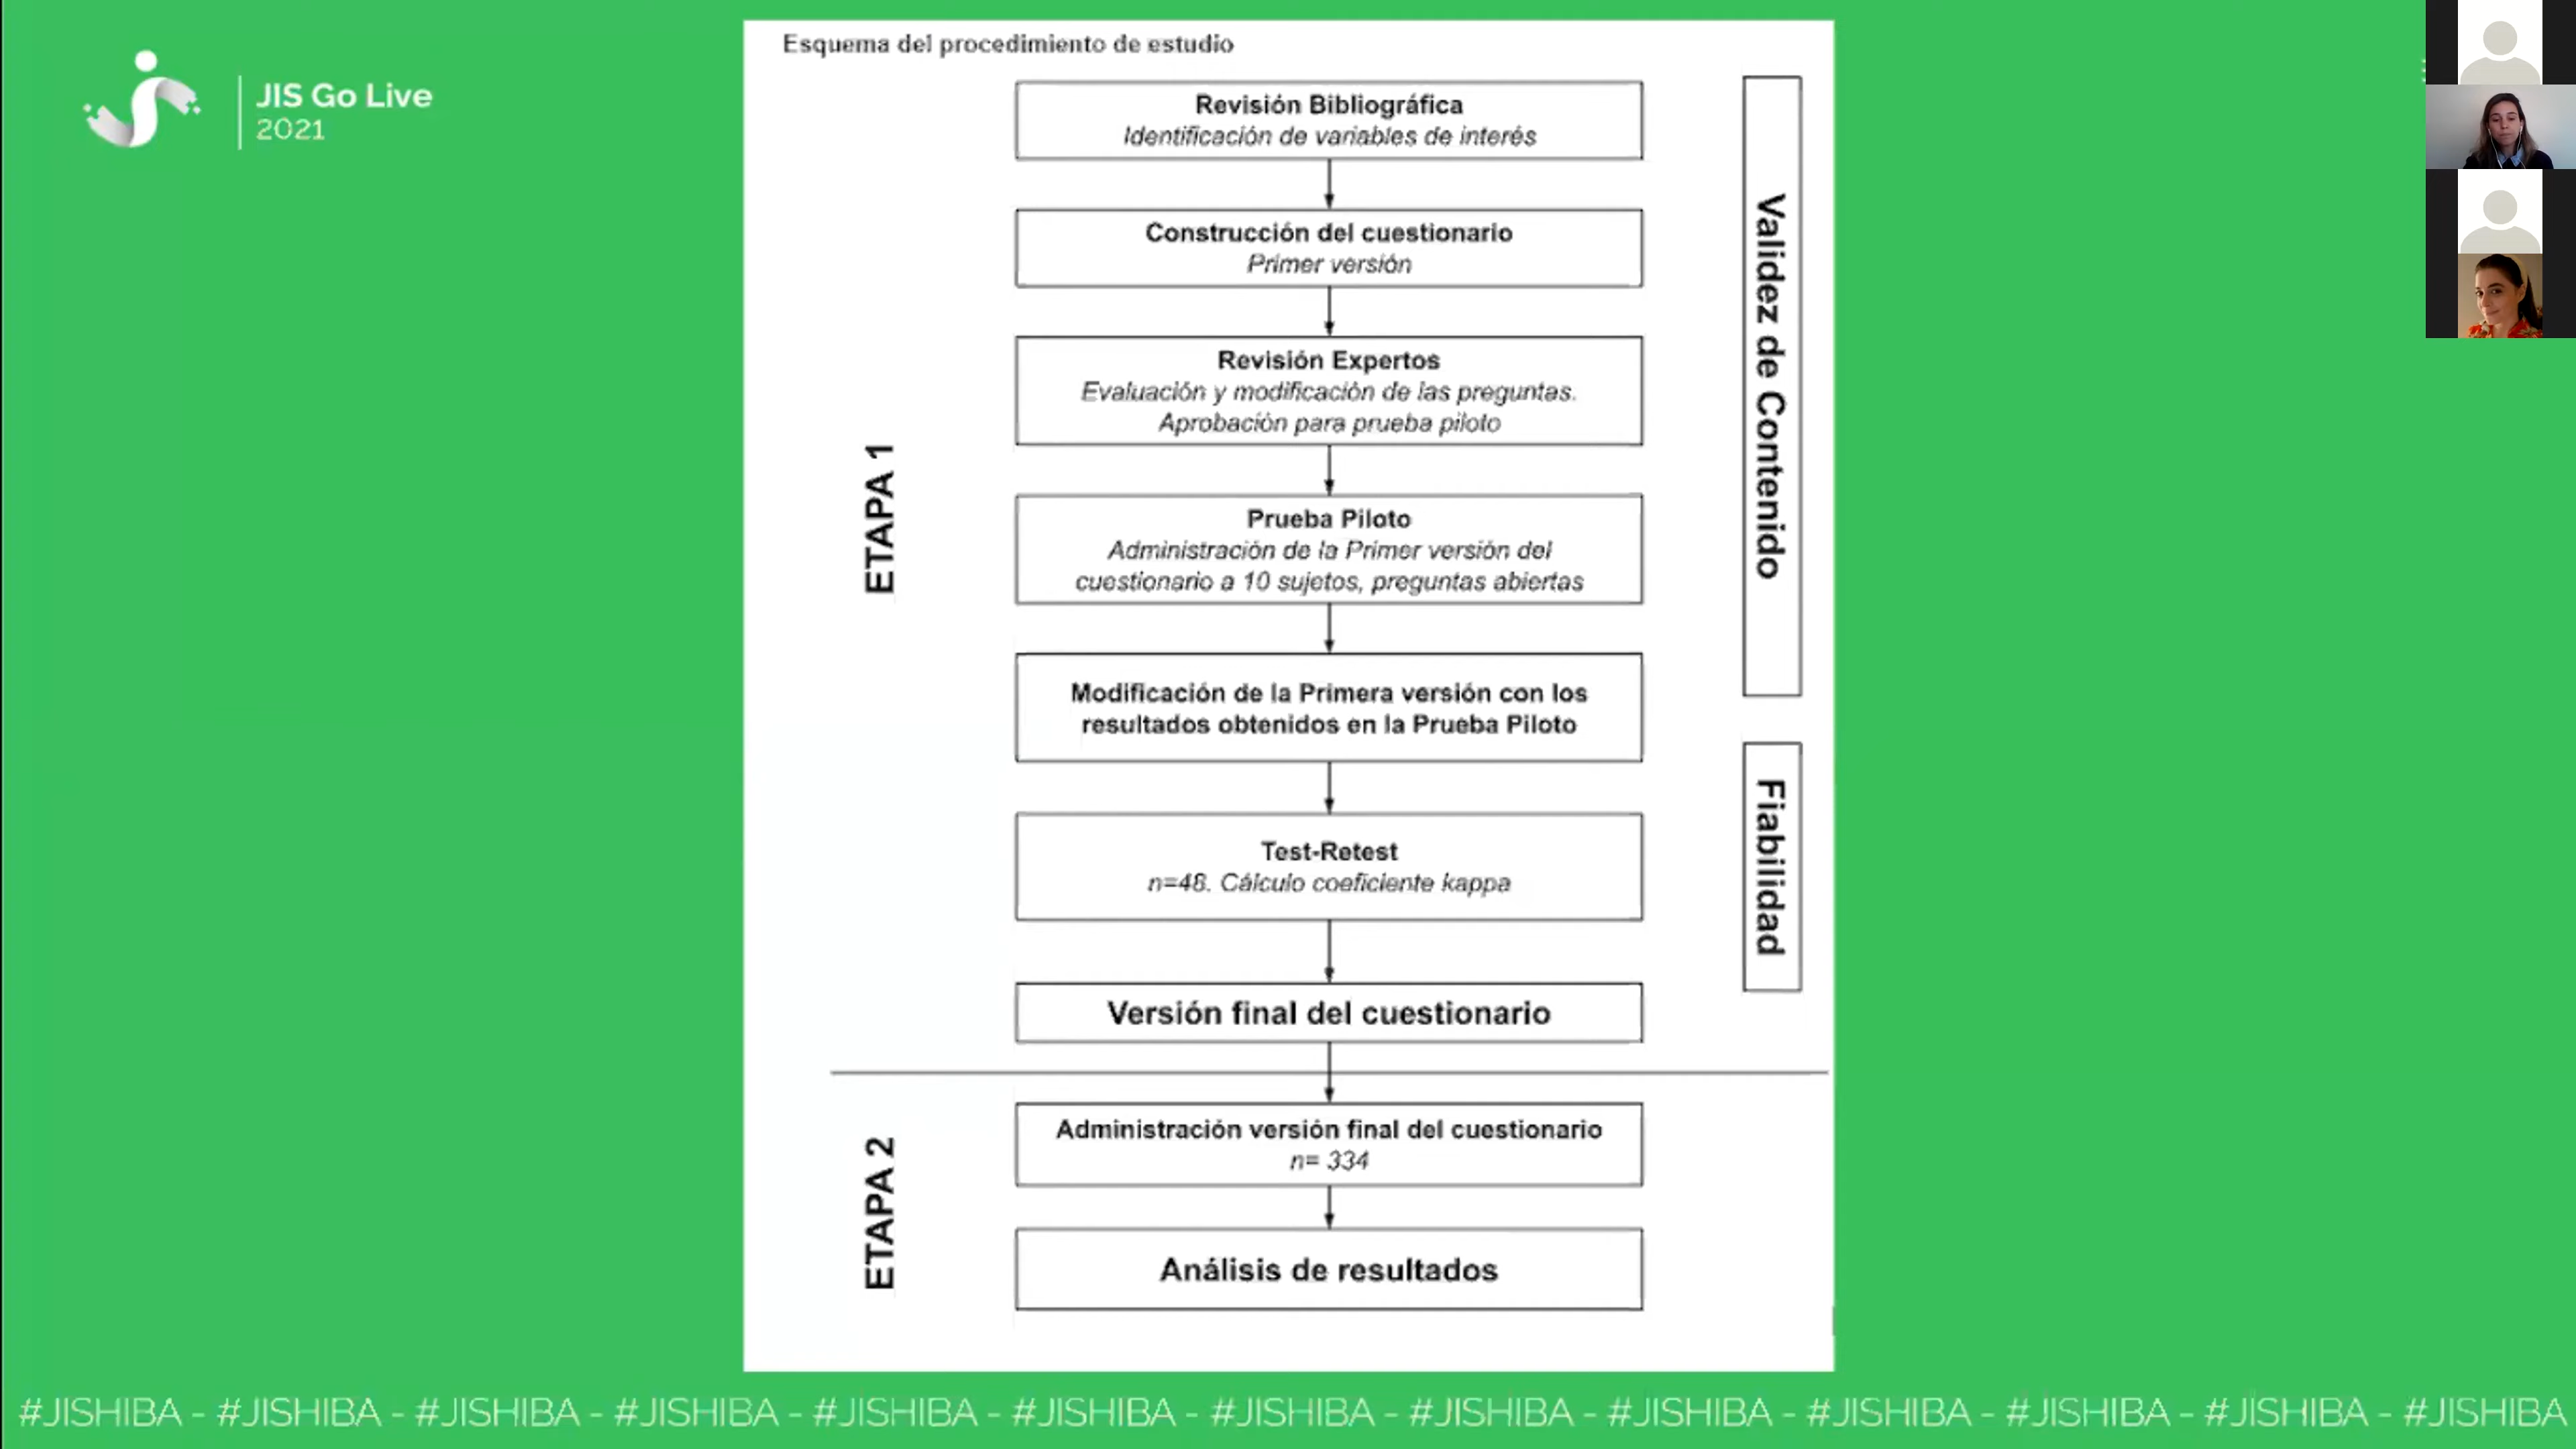 JIS Go Live
2021
Esquema del procedimiento de estudio
Revisión Bibliográfica
Identificación de variables de interés
Construcción del cuestionario
Primer versión
Revisión Expertos
Evaluación y modificación de las preguntas.
Aprobación para prueba piloto
ETAPA 1
Prueba Piloto
Administración de la Primer versión del
cuestionario a 10 sujetos, preguntas abiertas
Modificación de la Primera versión con los
resultados obtenidos en la Prueba Piloto
Validez de Contenido
Test-Retest
n=48. Cálculo coeficiente kappa
Fiabilidad
Versión final del cuestionario
ETAPA 2
Administración versión final del cuestionario
n= 334
Análisis de resultados
#JISHIBA - #JISHIBA - #JISHIBA - #JISHIBA - #JISHIBA - #JISHIBA - #JISHIBA - #JISHIBA - #JISHIBA - #JISHIBA - #JISHIBA - #JISHIBA - #JISHIBA